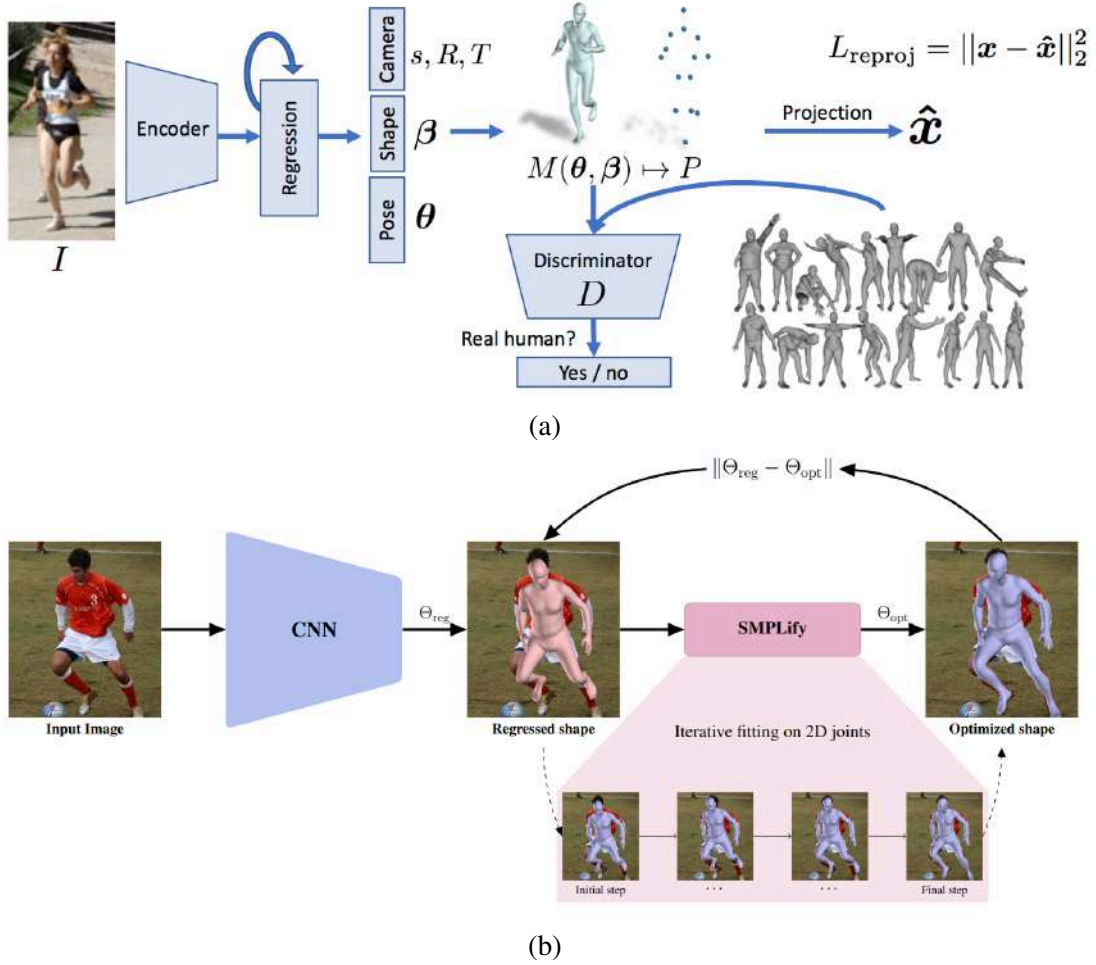 I
Encoder
Regression
Camera
Shape
Pose
s, R, T
β
θ
M(θ, β) ↦ P
L_reproj = ||x − x̂||₂²
Projection
x̂
Discriminator
D
Real human?
Yes / no
(a)
‖Θ_reg − Θ_opt‖
3
CNN
Θ_reg
SMPLify
Θ_opt
Input Image
Regressed shape
Iterative fitting on 2D joints
Optimized shape
Initial step
· · ·
· · ·
Final step
(b)